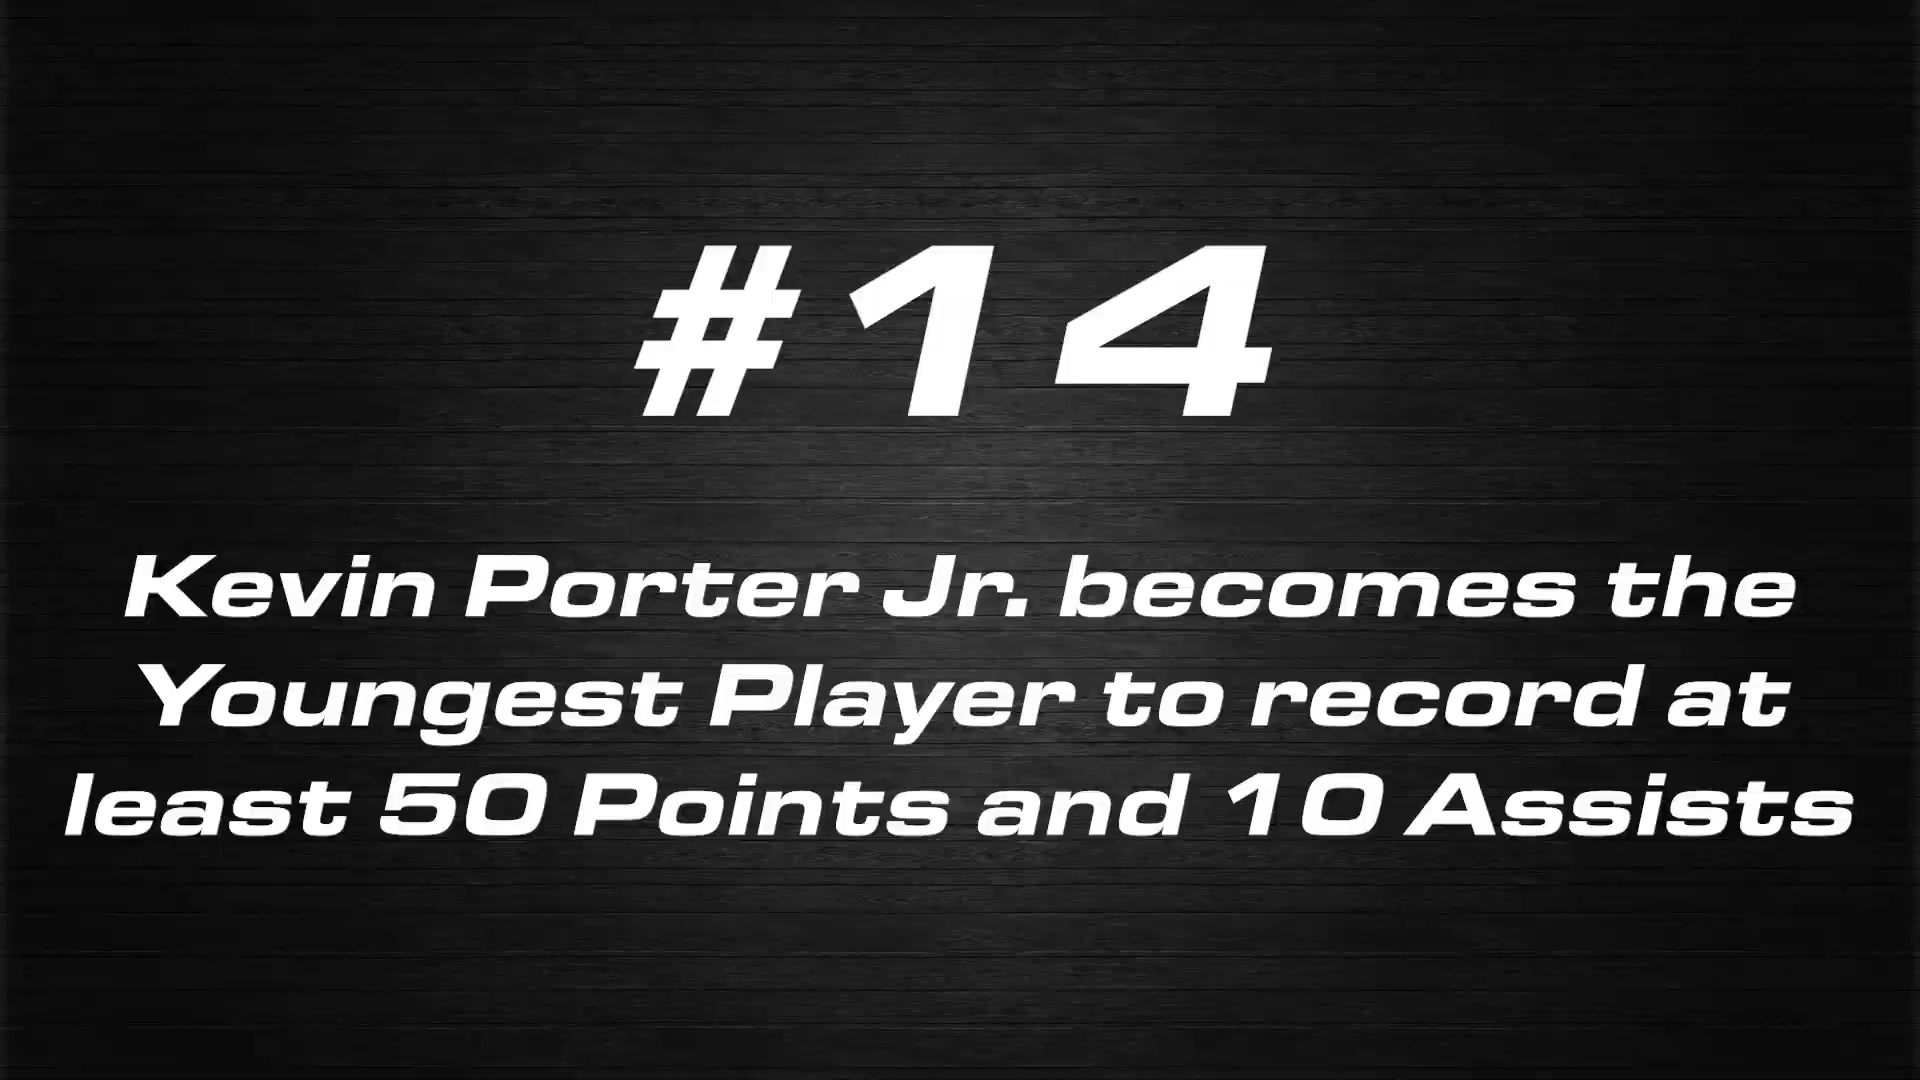 #14
Kevin Porter Jr. becomes the
Youngest Player to record at
least 50 Points and 10 Assists